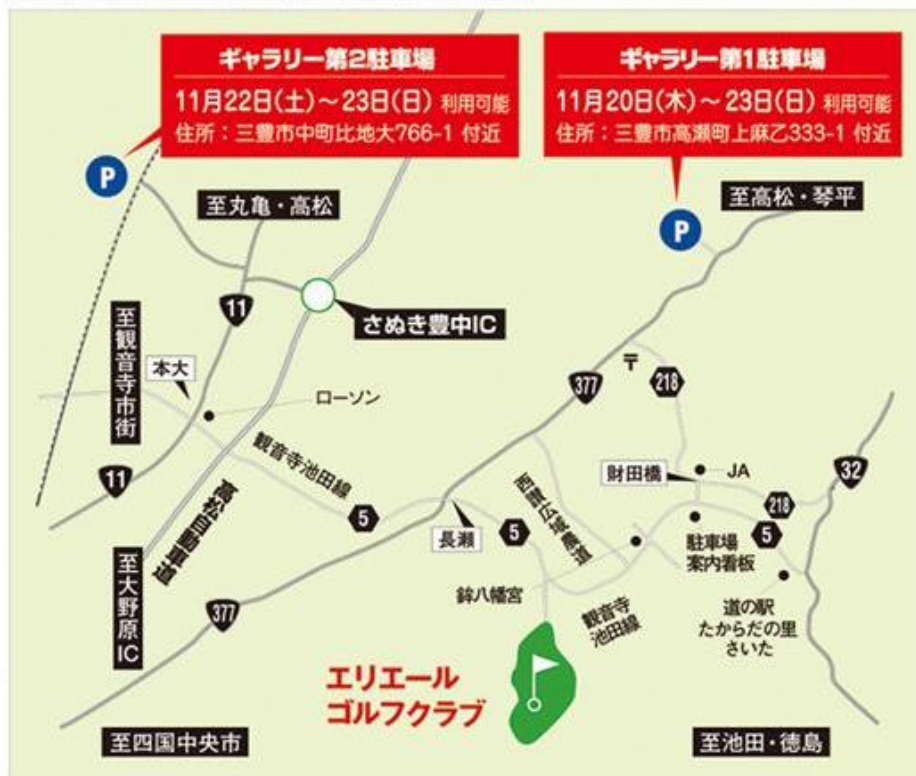 ギャラリー第2駐車場
11月22日(土)～23日(日) 利用可能
住所：三豊市中町比地大766-1 付近
ギャラリー第1駐車場
11月20日(木)～23日(日) 利用可能
住所：三豊市高瀬町上麻乙333-1 付近
P
P
至丸亀・高松
至高松・琴平
11
さぬき豊中IC
至観音寺市街
本大
ローソン
〒
377
218
観音寺池田線
11
高松自動車道
5
長瀬
5
西讃広域農道
財田橋
JA
32
218
5
駐車場
案内看板
鉾八幡宮
観音寺
池田線
道の駅
たからだの里
さいた
至大野原IC
377
エリエール
ゴルフクラブ
至四国中央市
至池田・徳島